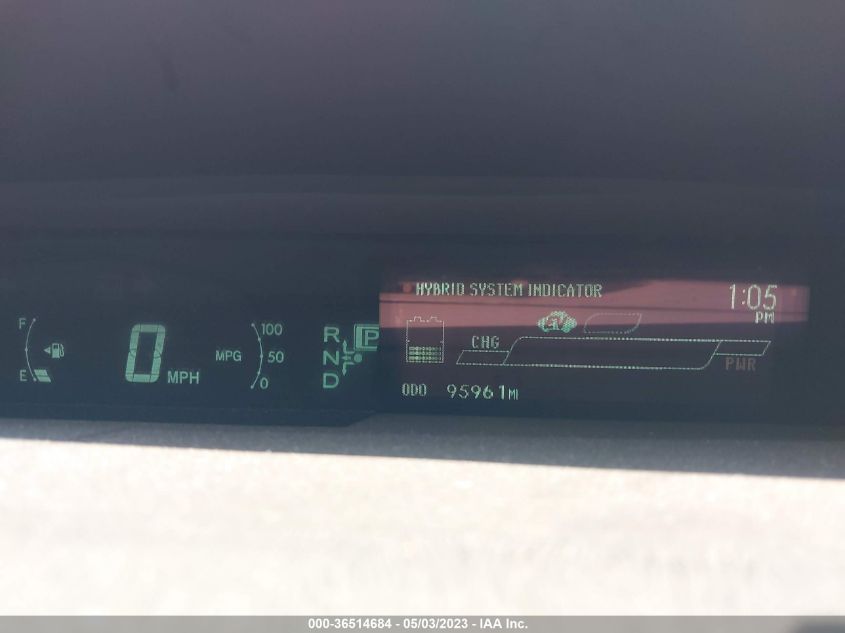 HYBRID SYSTEM INDICATOR
1:05
PM
F
E
0 MPH
MPG
100
50
0
R
N
D
P
CHG
PWR
ODO 95961MI
000-36514684 - 05/03/2023 - IAA Inc.